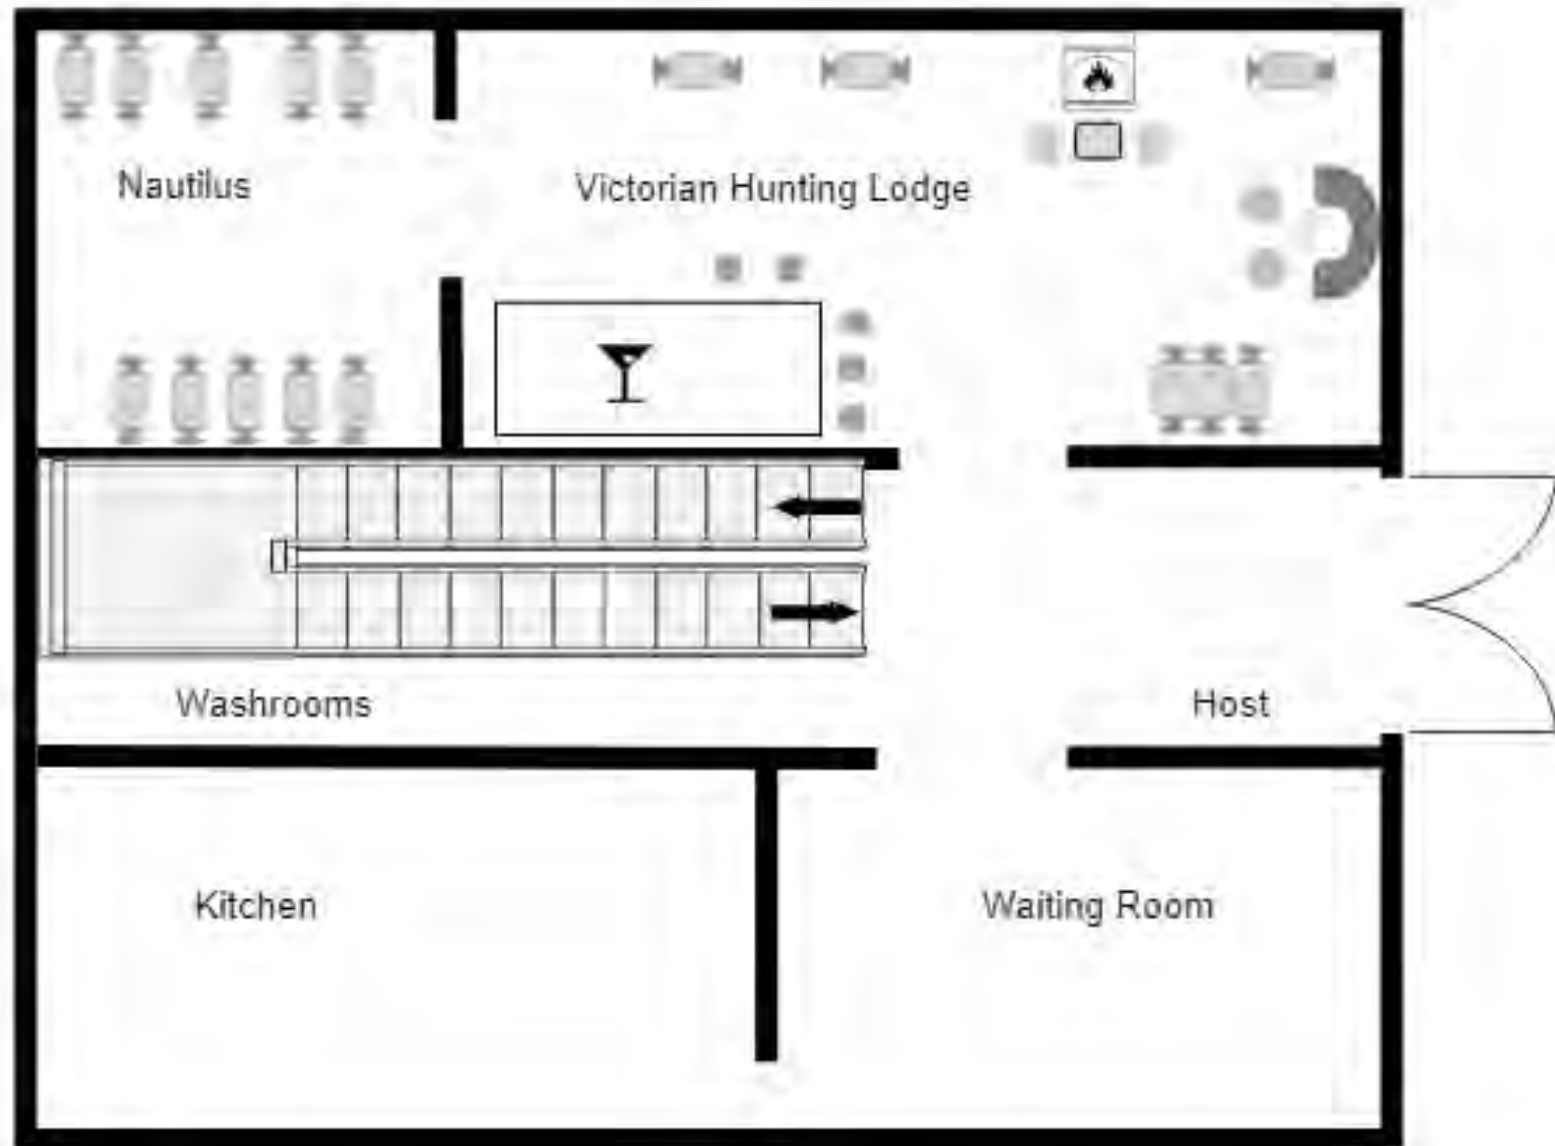 Nautilus
Victorian Hunting Lodge
Washrooms
Host
Kitchen
Waiting Room